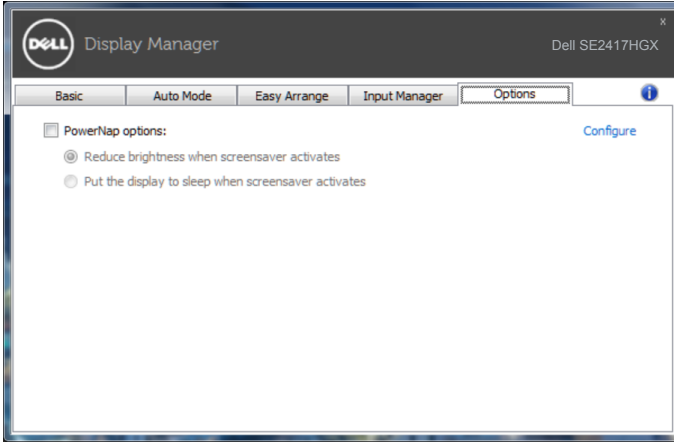 x
DELL Display Manager Dell SE2417HGX
Basic Auto Mode Easy Arrange Input Manager Options i
PowerNap options: Configure
Reduce brightness when screensaver activates
Put the display to sleep when screensaver activates